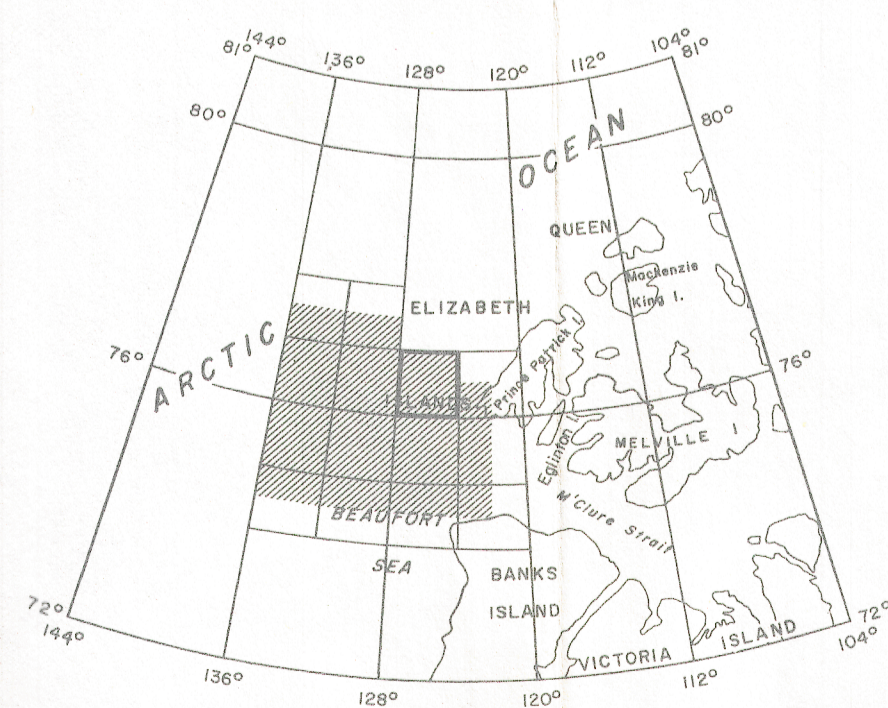 144°
81°
136°
128°
120°
112°
104°
81°
80°
80°
OCEAN
QUEEN
Mackenzie
King I.
ELIZABETH
ARCTIC
76°
76°
Prince Patrick I.
ISLANDS
Eglinton I.
MELVILLE I
M'Clure Strait
BEAUFORT
SEA
BANKS
ISLAND
VICTORIA
ISLAND
72°
144°
136°
128°
120°
112°
72°
104°